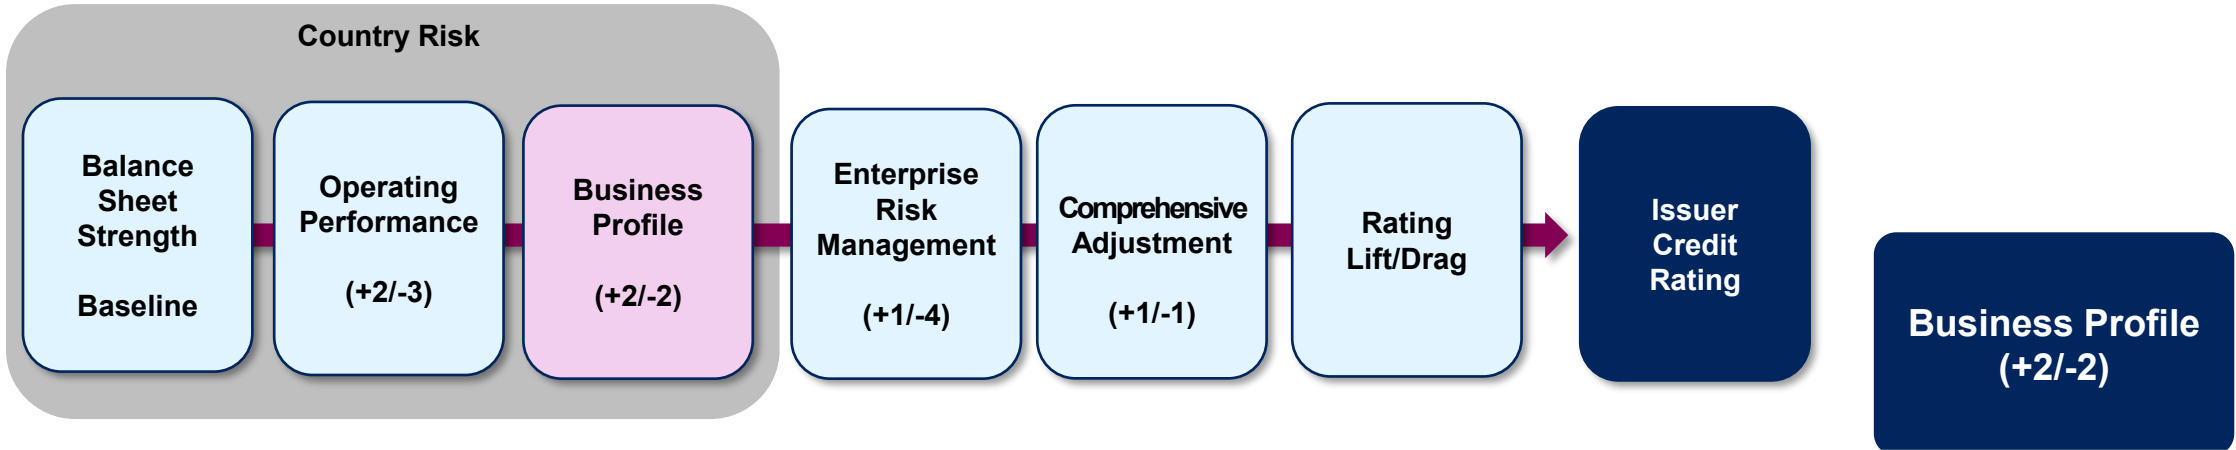 Country Risk
Balance
Sheet
Strength
Baseline
Operating
Performance
(+2/-3)
Business
Profile
(+2/-2)
Enterprise
Risk
Management
(+1/-4)
Comprehensive
Adjustment
(+1/-1)
Rating
Lift/Drag
Issuer
Credit
Rating
Business Profile
(+2/-2)